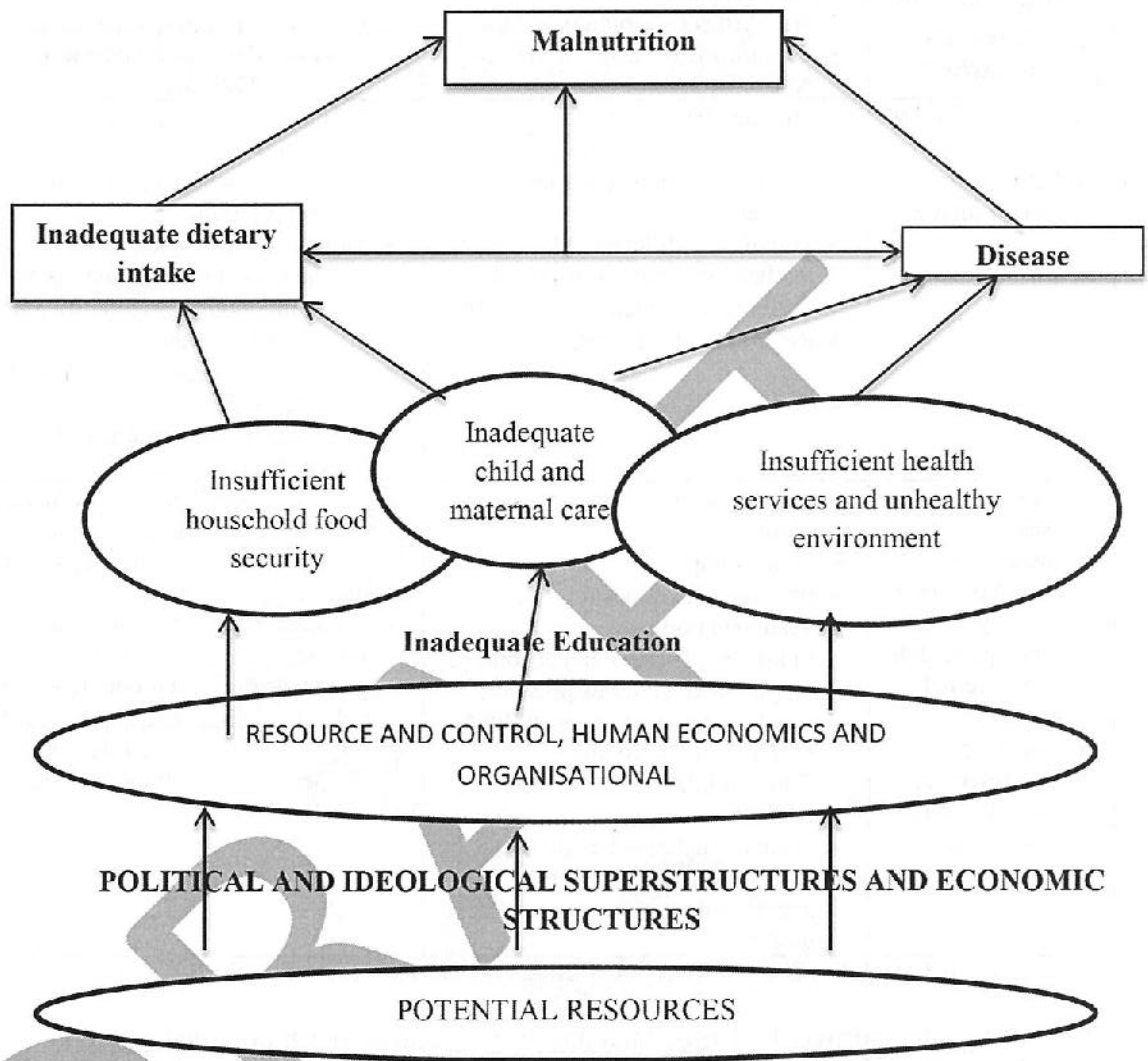 Malnutrition
Inadequate dietary
intake
Disease
Insufficient
household food
security
Inadequate
child and
maternal care
Insufficient health
services and unhealthy
environment
Inadequate Education
RESOURCE AND CONTROL, HUMAN ECONOMICS AND
ORGANISATIONAL
POLITICAL AND IDEOLOGICAL SUPERSTRUCTURES AND ECONOMIC
STRUCTURES
POTENTIAL RESOURCES